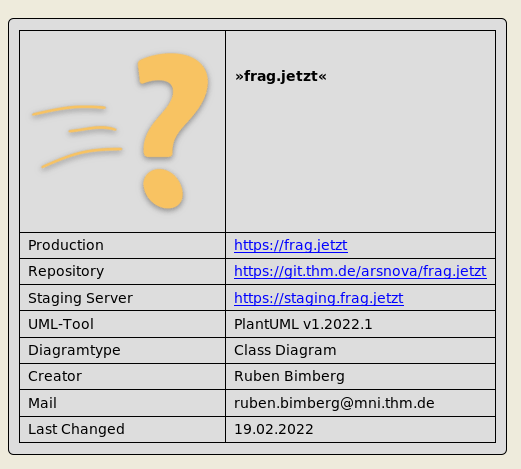 »frag.jetzt«
Production https://frag.jetzt
Repository https://git.thm.de/arsnova/frag.jetzt
Staging Server https://staging.frag.jetzt
UML-Tool PlantUML v1.2022.1
Diagramtype Class Diagram
Creator Ruben Bimberg
Mail ruben.bimberg@mni.thm.de
Last Changed 19.02.2022